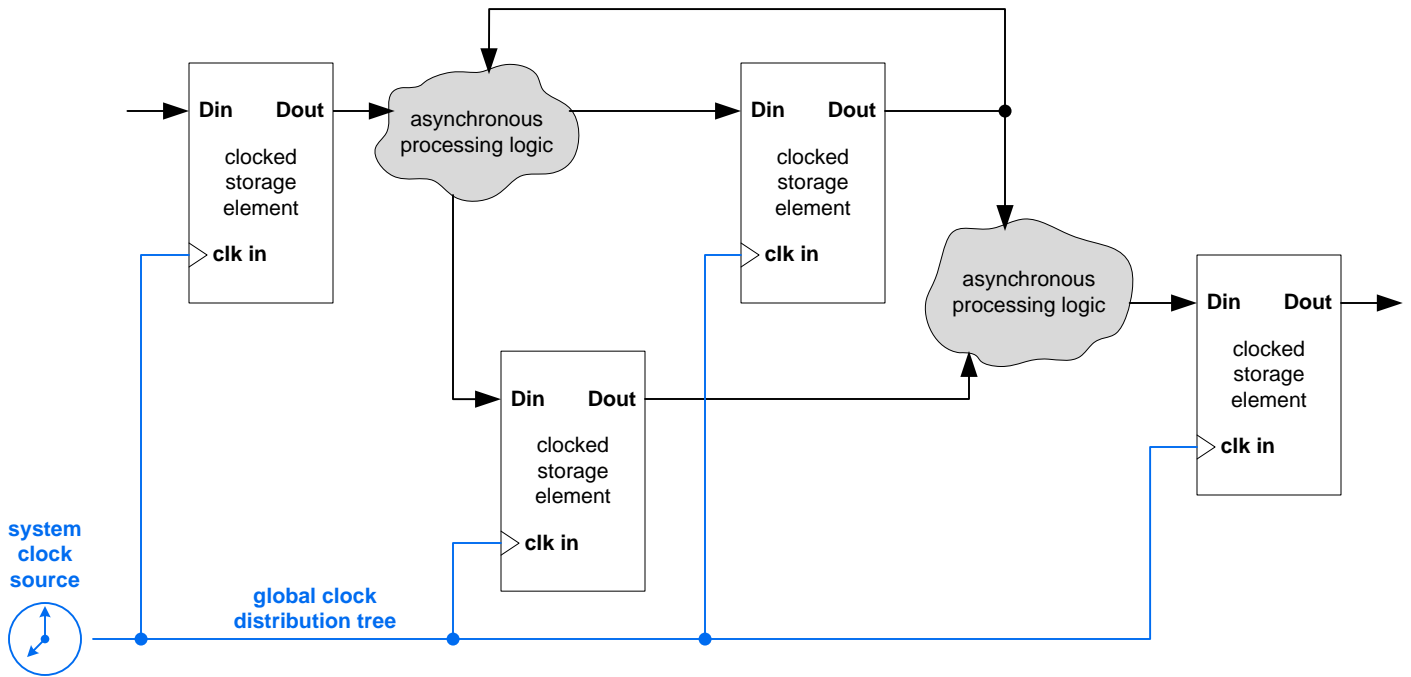 Din Dout
clocked
storage
element
clk in
asynchronous
processing logic
Din Dout
clocked
storage
element
clk in
asynchronous
processing logic
Din Dout
clocked
storage
element
clk in
Din Dout
clocked
storage
element
clk in
system
clock
source
global clock
distribution tree